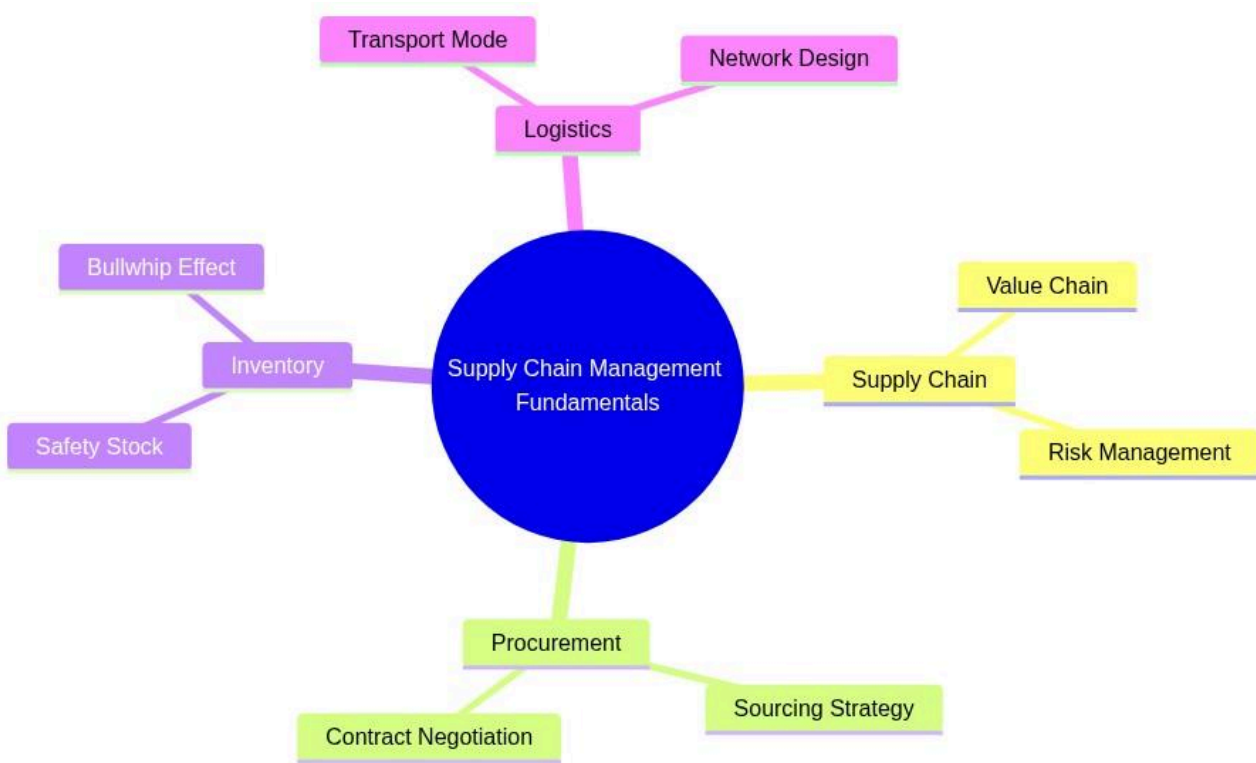 Transport Mode
Network Design
Logistics
Bullwhip Effect
Inventory
Safety Stock
Supply Chain Management
Fundamentals
Value Chain
Supply Chain
Risk Management
Procurement
Contract Negotiation
Sourcing Strategy